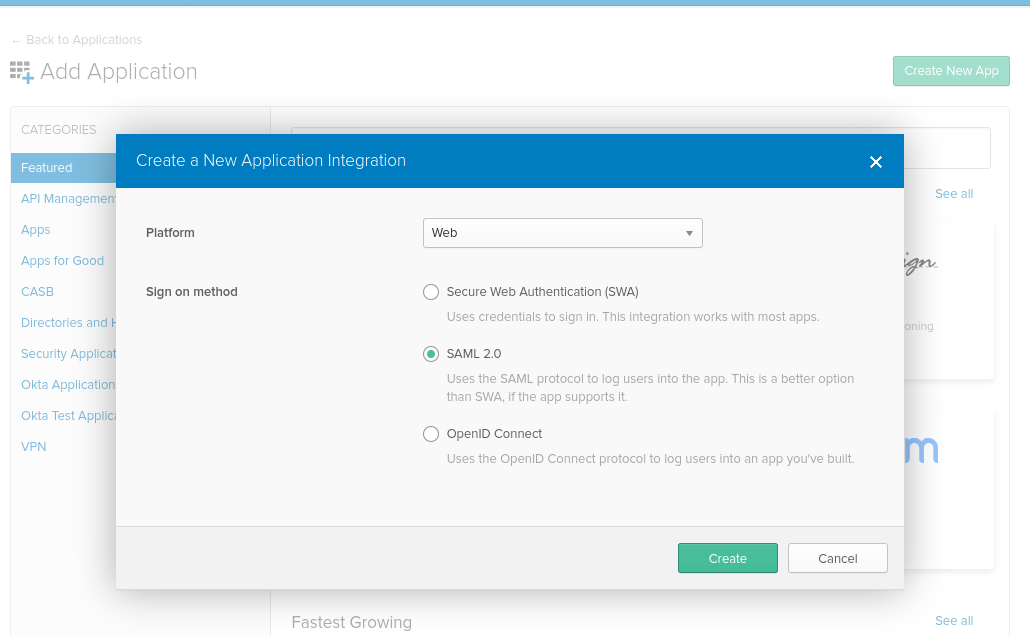 ← Back to Applications
Add Application
Create New App
CATEGORIES
Featured
API Management
Apps
Apps for Good
CASB
Directories and
Security Applicat
Okta Application
Okta Test Applica
VPN
See all
Create a New Application Integration
Platform
Web
Sign on method
Secure Web Authentication (SWA)
Uses credentials to sign in. This integration works with most apps.
SAML 2.0
Uses the SAML protocol to log users into the app. This is a better option
than SWA, if the app supports it.
OpenID Connect
Uses the OpenID Connect protocol to log users into an app you've built.
Create
Cancel
ign.
oning
m
Fastest Growing
See all